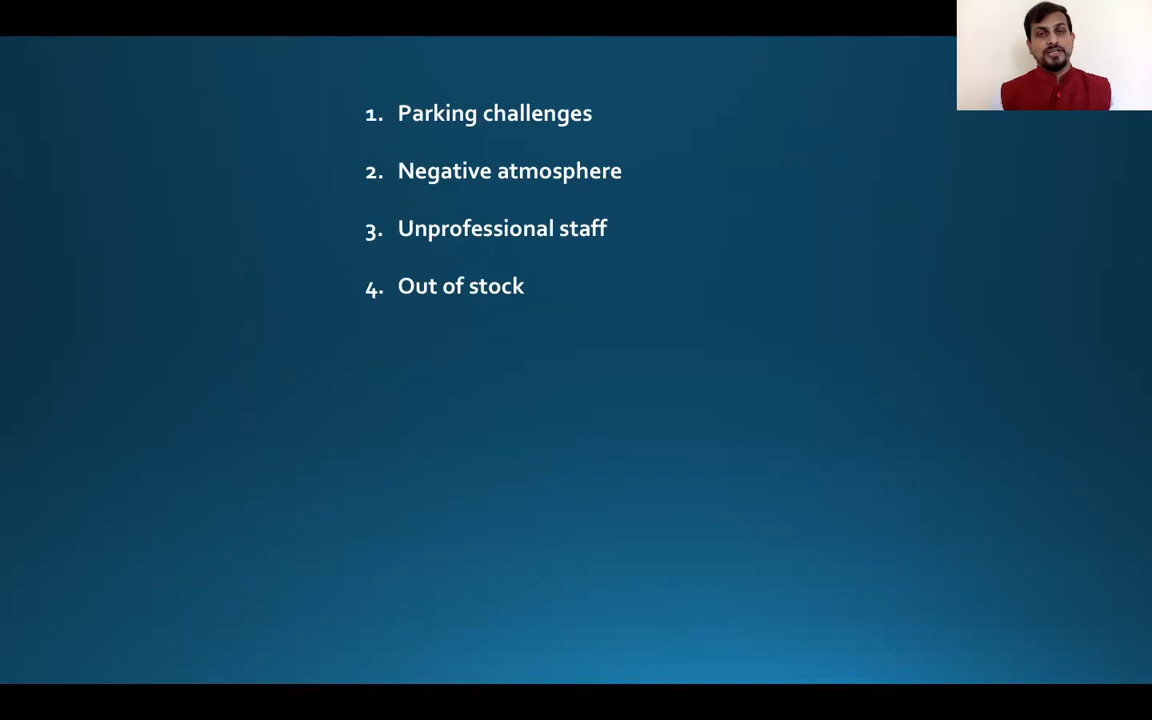 1. Parking challenges
2. Negative atmosphere
3. Unprofessional staff
4. Out of stock